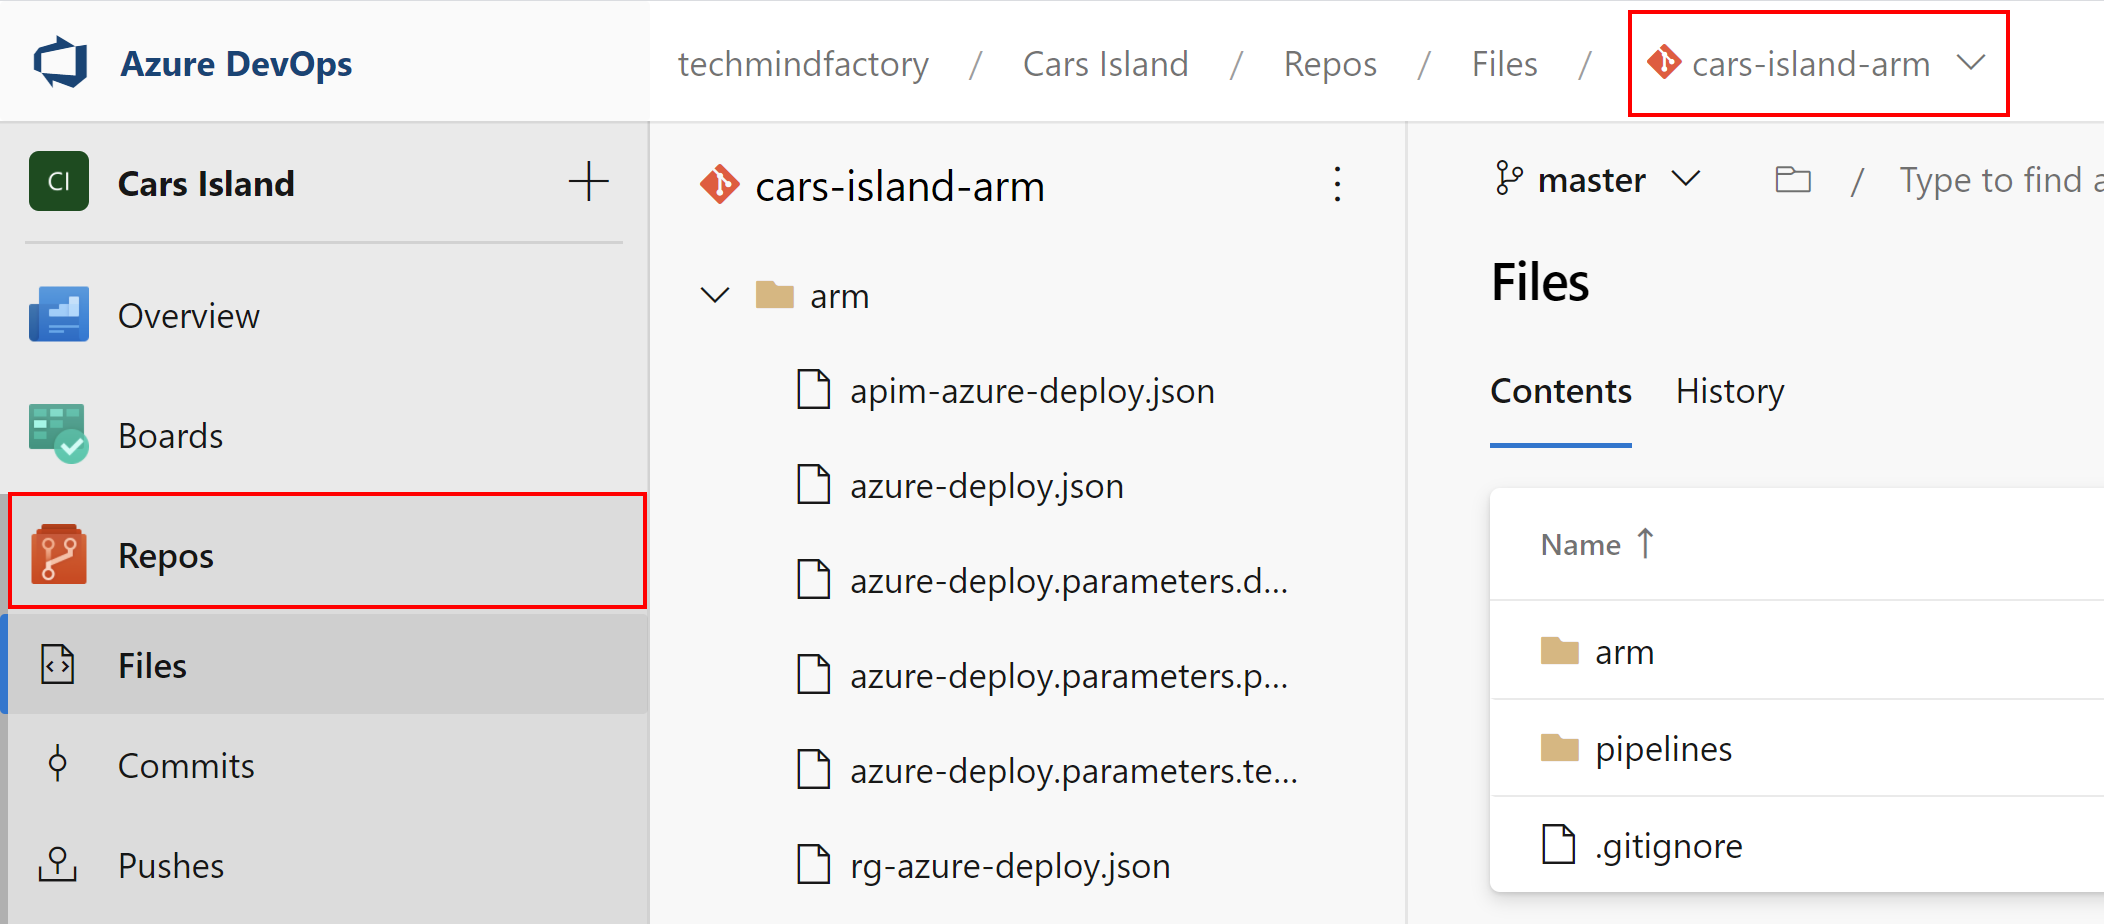 Azure DevOps
techmindfactory / Cars Island / Repos / Files / cars-island-arm
CI Cars Island
Overview
Boards
Repos
Files
Commits
Pushes
cars-island-arm
arm
apim-azure-deploy.json
azure-deploy.json
azure-deploy.parameters.d...
azure-deploy.parameters.p...
azure-deploy.parameters.te...
rg-azure-deploy.json
master / Type to find a
Files
Contents History
Name ↑
arm
pipelines
.gitignore